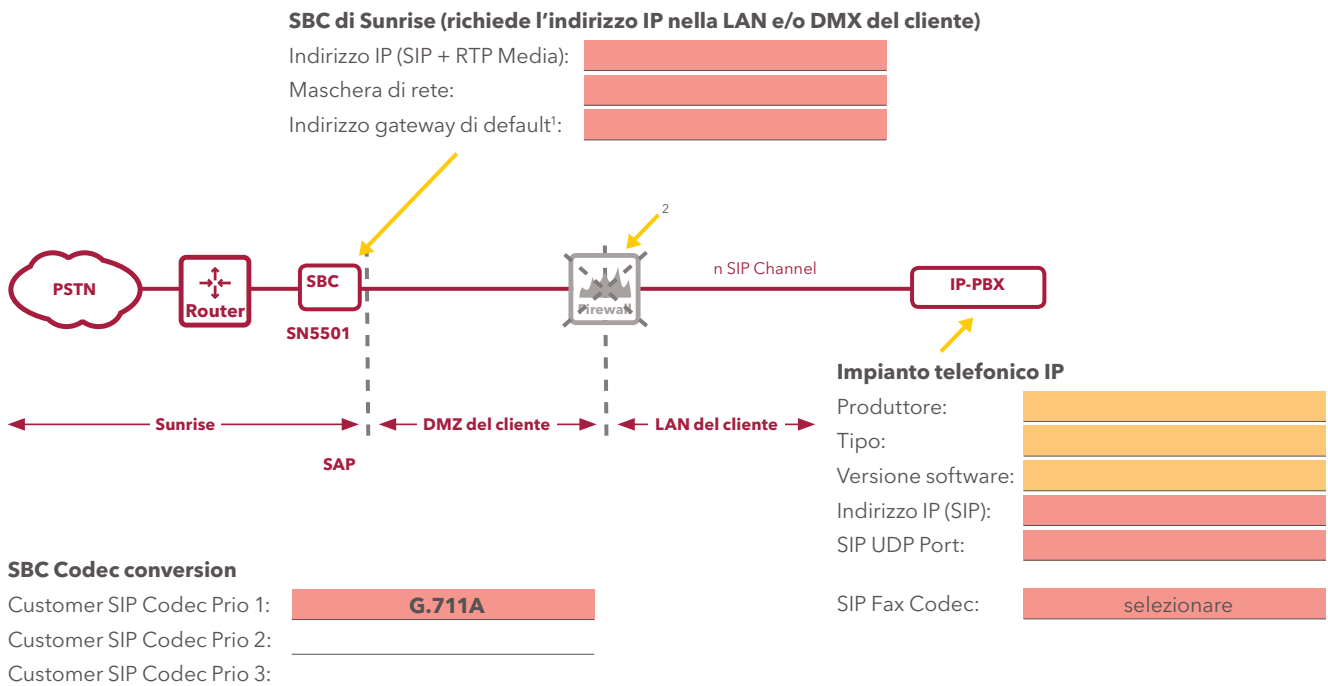 SBC di Sunrise (richiede l’indirizzo IP nella LAN e/o DMX del cliente)
Indirizzo IP (SIP + RTP Media):
Maschera di rete:
Indirizzo gateway di default¹:
2
PSTN
Router
SBC
SN5501
Firewall
n SIP Channel
IP-PBX
Sunrise
DMZ del cliente
LAN del cliente
SAP
Impianto telefonico IP
Produttore:
Tipo:
Versione software:
Indirizzo IP (SIP):
SIP UDP Port:
SIP Fax Codec: selezionare
SBC Codec conversion
Customer SIP Codec Prio 1: G.711A
Customer SIP Codec Prio 2:
Customer SIP Codec Prio 3: